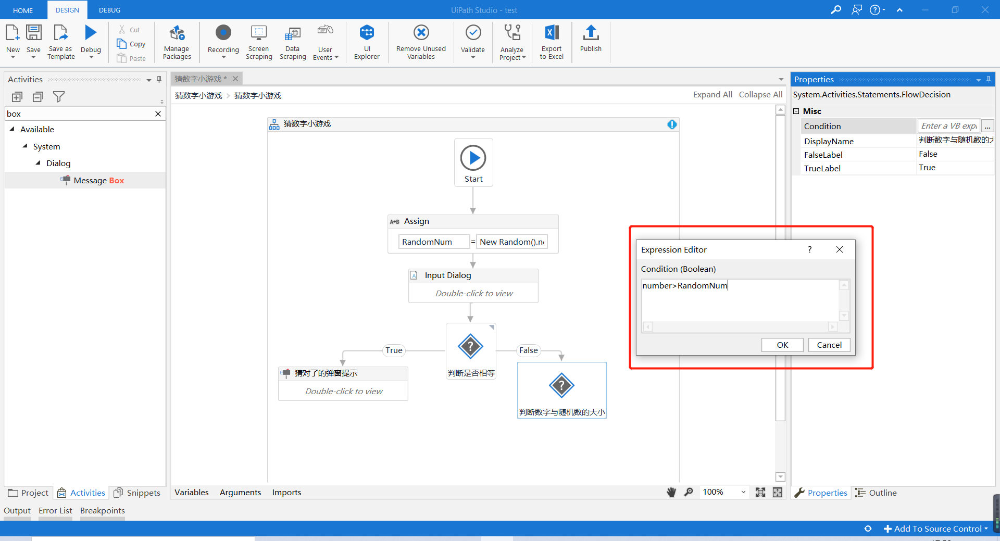 HOME DESIGN DEBUG
UiPath Studio - test
New
Save
Save as
Template
Debug
Cut
Copy
Paste
Manage
Packages
Recording
Screen
Scraping
Data
Scraping
User
Events
UI
Explorer
Remove Unused
Variables
Validate
Analyze
Project
Export
to Excel
Publish
Activities
box
Available
System
Dialog
Message Box
猜数字小游戏 *
猜数字小游戏 > 猜数字小游戏
Expand All Collapse All
猜数字小游戏
Start
A+B Assign
RandomNum = New Random().ne
Input Dialog
Double-click to view
True
False
判断是否相等
猜对了的弹窗提示
Double-click to view
判断数字与随机数的大小
Expression Editor ?
Condition (Boolean)
number>RandomNum
OK Cancel
Properties
System.Activities.Statements.FlowDecision
Misc
Condition Enter a VB expr ...
DisplayName 判断数字与随机数的大
FalseLabel False
TrueLabel True
Project Activities Snippets
Variables Arguments Imports
100%
Properties Outline
Output Error List Breakpoints
Add To Source Control